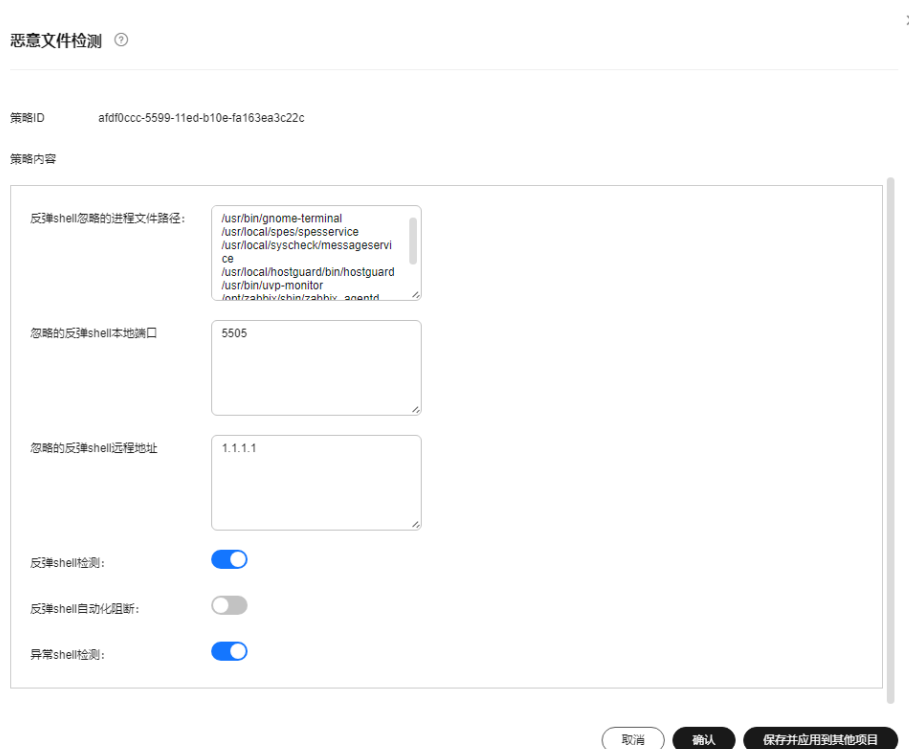 恶意文件检测
策略ID afdf0ccc-5599-11ed-b10e-fa163ea3c22c
策略内容
反弹shell忽略的进程文件路径：
/usr/bin/gnome-terminal
/usr/local/spes/spesservice
/usr/local/syscheck/messageservi
ce
/usr/local/hostguard/bin/hostguard
/usr/bin/uvp-monitor
/opt/zabbix/sbin/zabbix_agentd
忽略的反弹shell本地端口 5505
忽略的反弹shell远程地址 1.1.1.1
反弹shell检测：
反弹shell自动化阻断：
异常shell检测：
取消 确认 保存并应用到其他项目